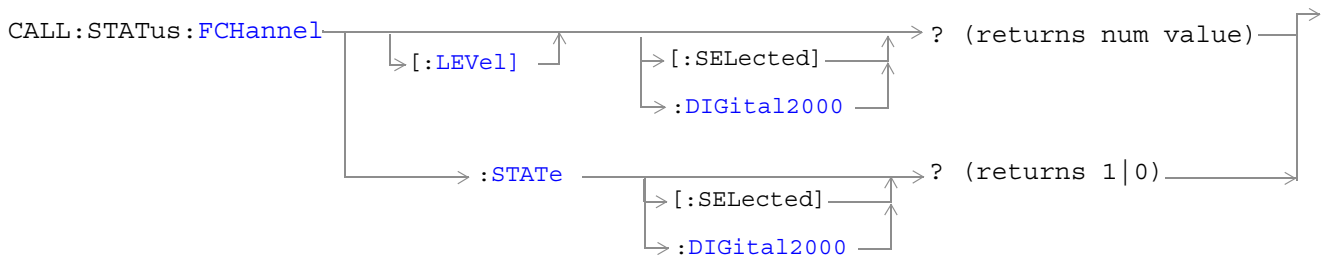 CALL:STATus:FCHannel [:LEVel] [:SELected] ? (returns num value)
:DIGital2000
:STATe [:SELected] ? (returns 1|0)
:DIGital2000